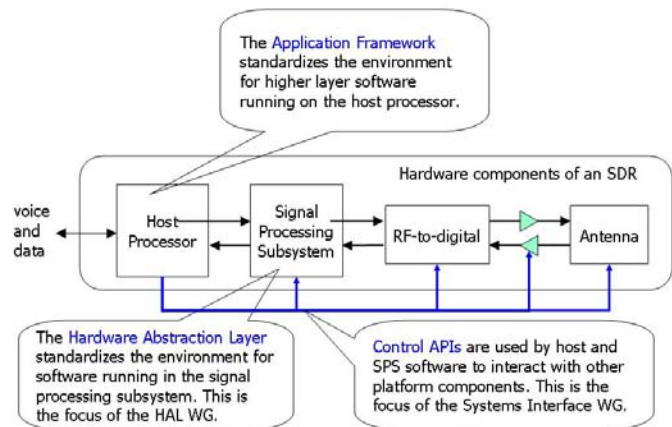 The Application Framework
standardizes the environment
for higher layer software
running on the host processor.
Hardware components of an SDR
voice
and
data
Host
Processor
Signal
Processing
Subsystem
RF-to-digital
Antenna
The Hardware Abstraction Layer
standardizes the environment for
software running in the signal
processing subsystem. This is
the focus of the HAL WG.
Control APIs are used by host and
SPS software to interact with other
platform components. This is the
focus of the Systems Interface WG.